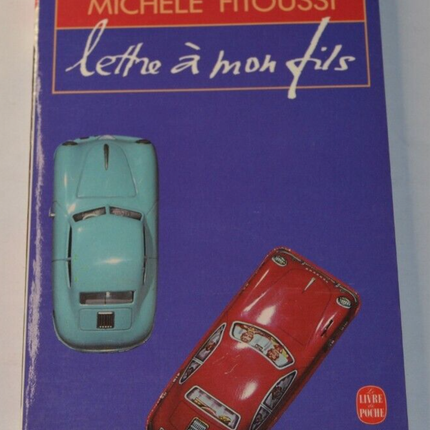 MICHÈLE FITOUSSI
lettre à mon fils
le
LIVRE
de
POCHE